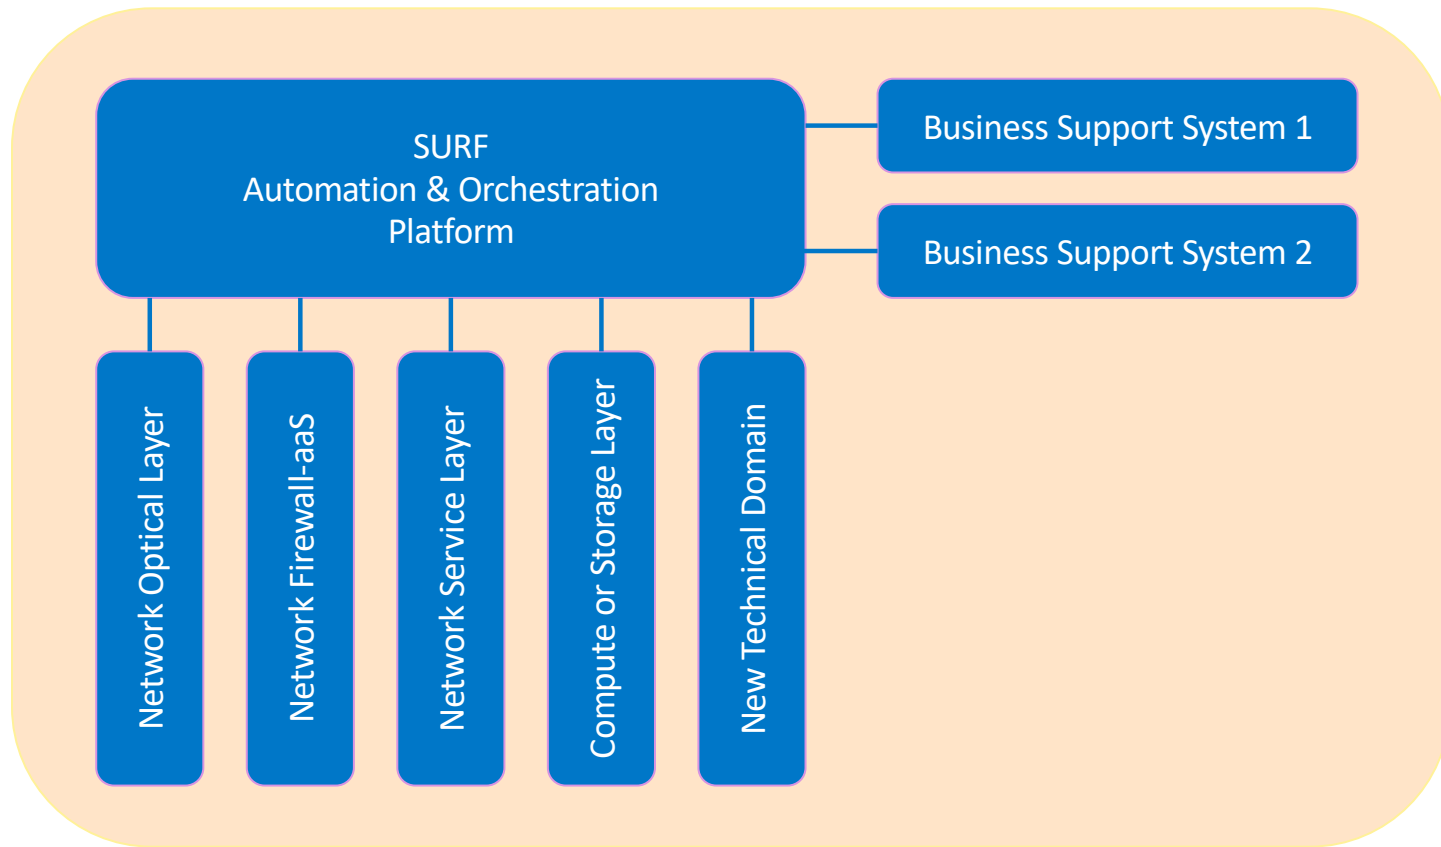 SURF
Automation & Orchestration
Platform
Business Support System 1
Business Support System 2
Network Optical Layer
Network Firewall-aaS
Network Service Layer
Compute or Storage Layer
New Technical Domain